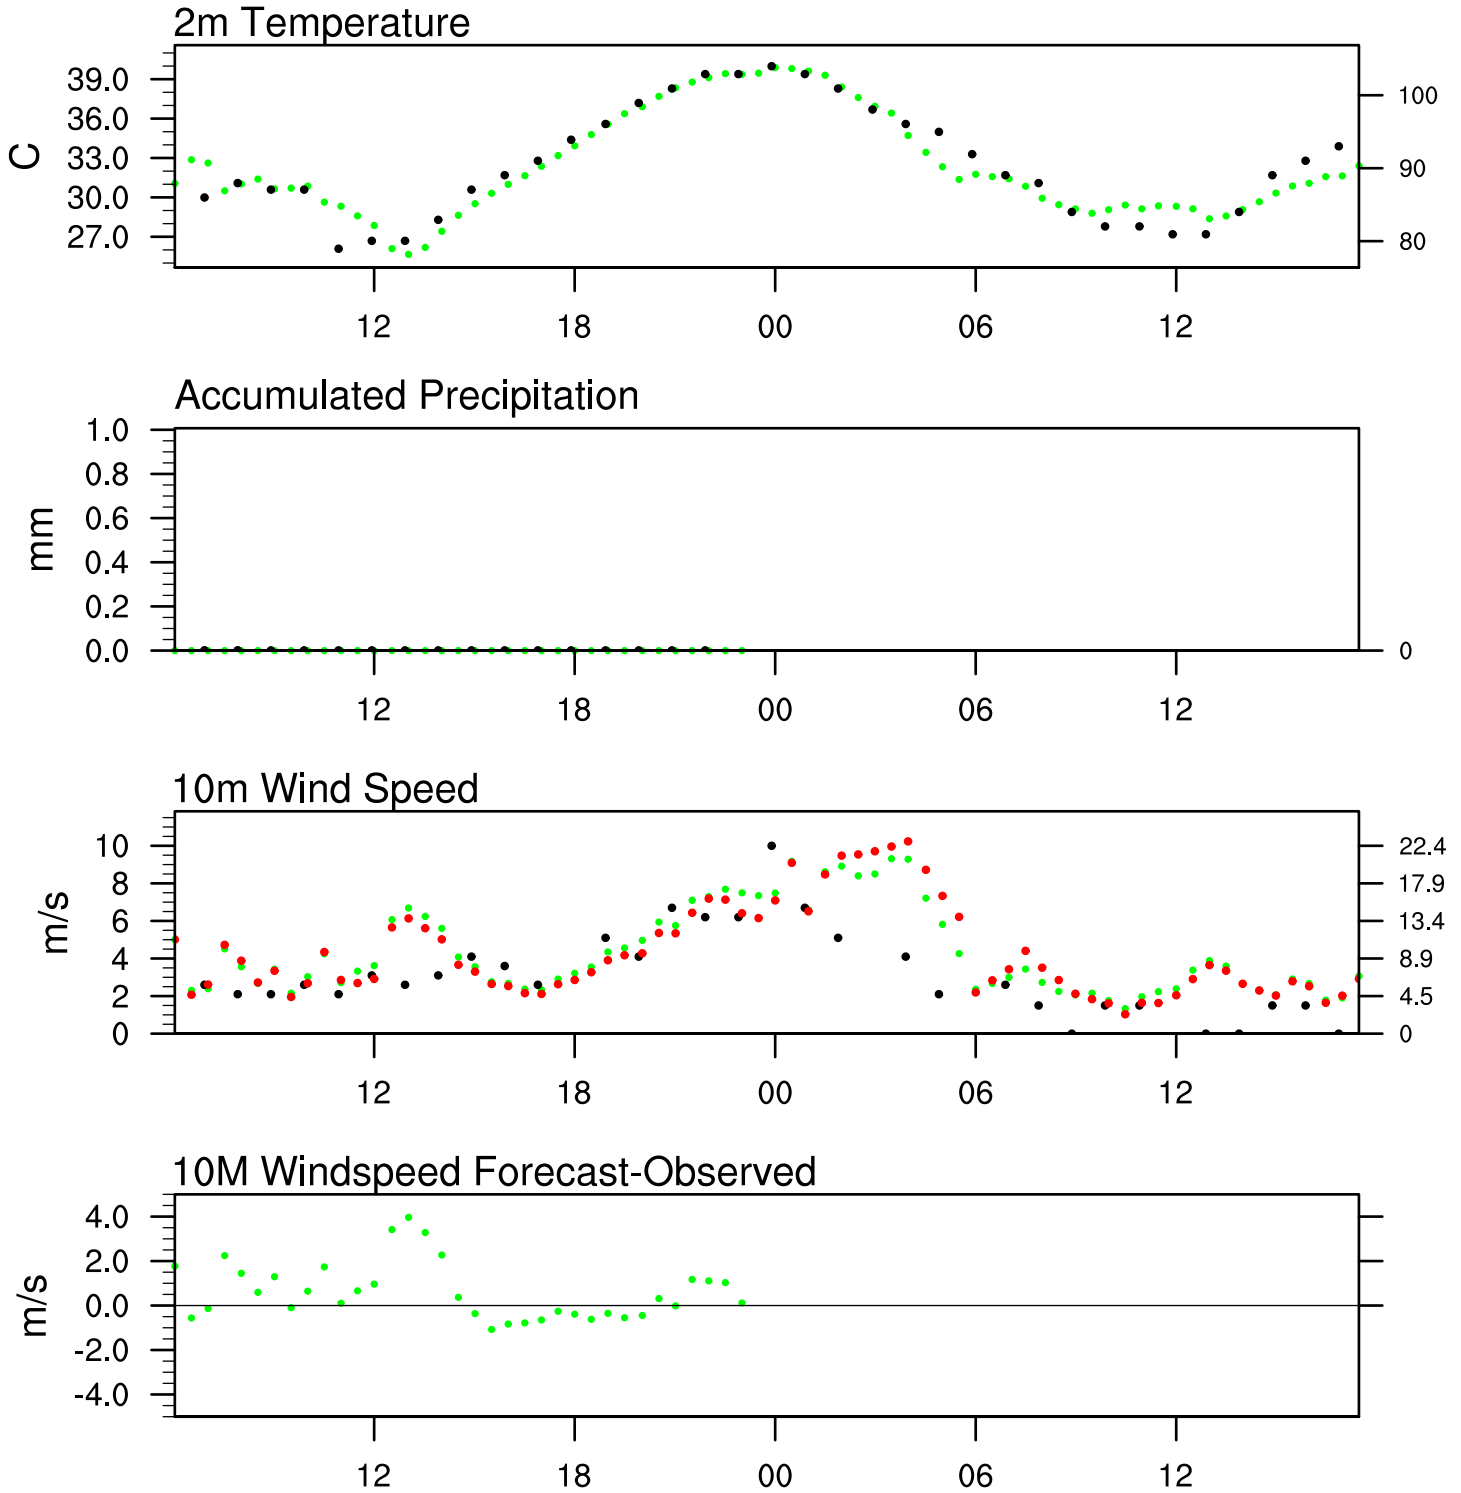 2m Temperature
39.0
36.0
33.0
30.0
27.0
C
100
90
80
12 18 00 06 12
Accumulated Precipitation
1.0
0.8
0.6
0.4
0.2
0.0
mm
0
12 18 00 06 12
10m Wind Speed
10
8
6
4
2
0
m/s
22.4
17.9
13.4
8.9
4.5
0
12 18 00 06 12
10M Windspeed Forecast-Observed
4.0
2.0
0.0
-2.0
-4.0
m/s
12 18 00 06 12